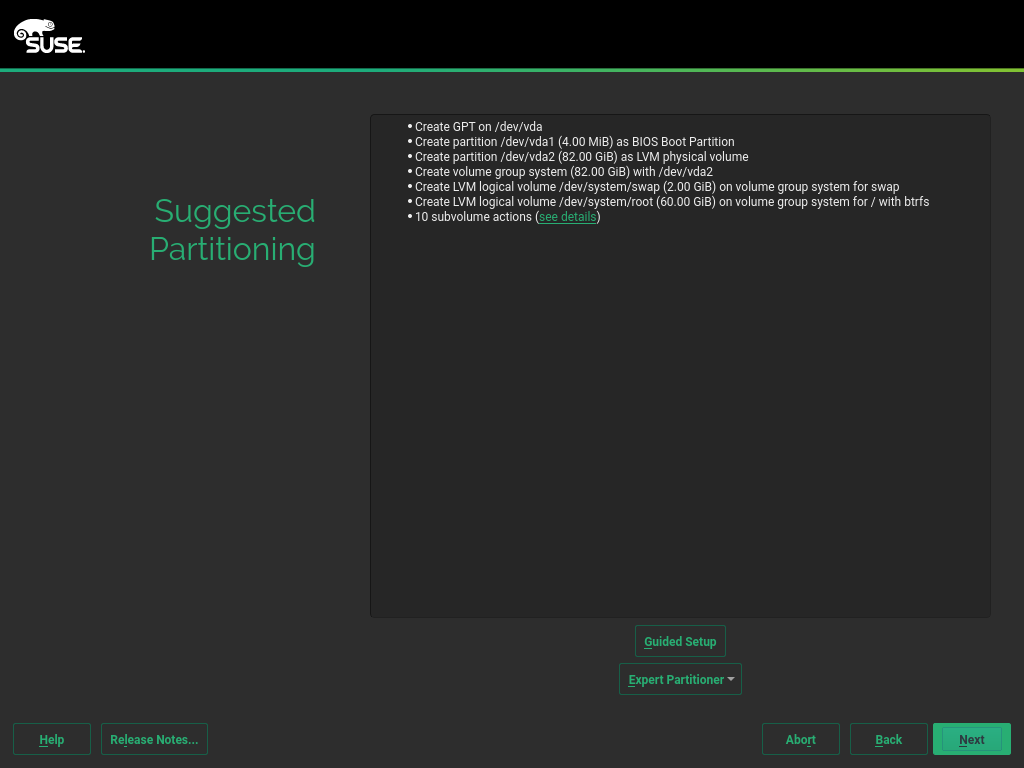 SUSE.
Suggested
Partitioning
• Create GPT on /dev/vda
• Create partition /dev/vda1 (4.00 MiB) as BIOS Boot Partition
• Create partition /dev/vda2 (82.00 GiB) as LVM physical volume
• Create volume group system (82.00 GiB) with /dev/vda2
• Create LVM logical volume /dev/system/swap (2.00 GiB) on volume group system for swap
• Create LVM logical volume /dev/system/root (60.00 GiB) on volume group system for / with btrfs
• 10 subvolume actions (see details)
Guided Setup
Expert Partitioner
Help Release Notes... Abort Back Next